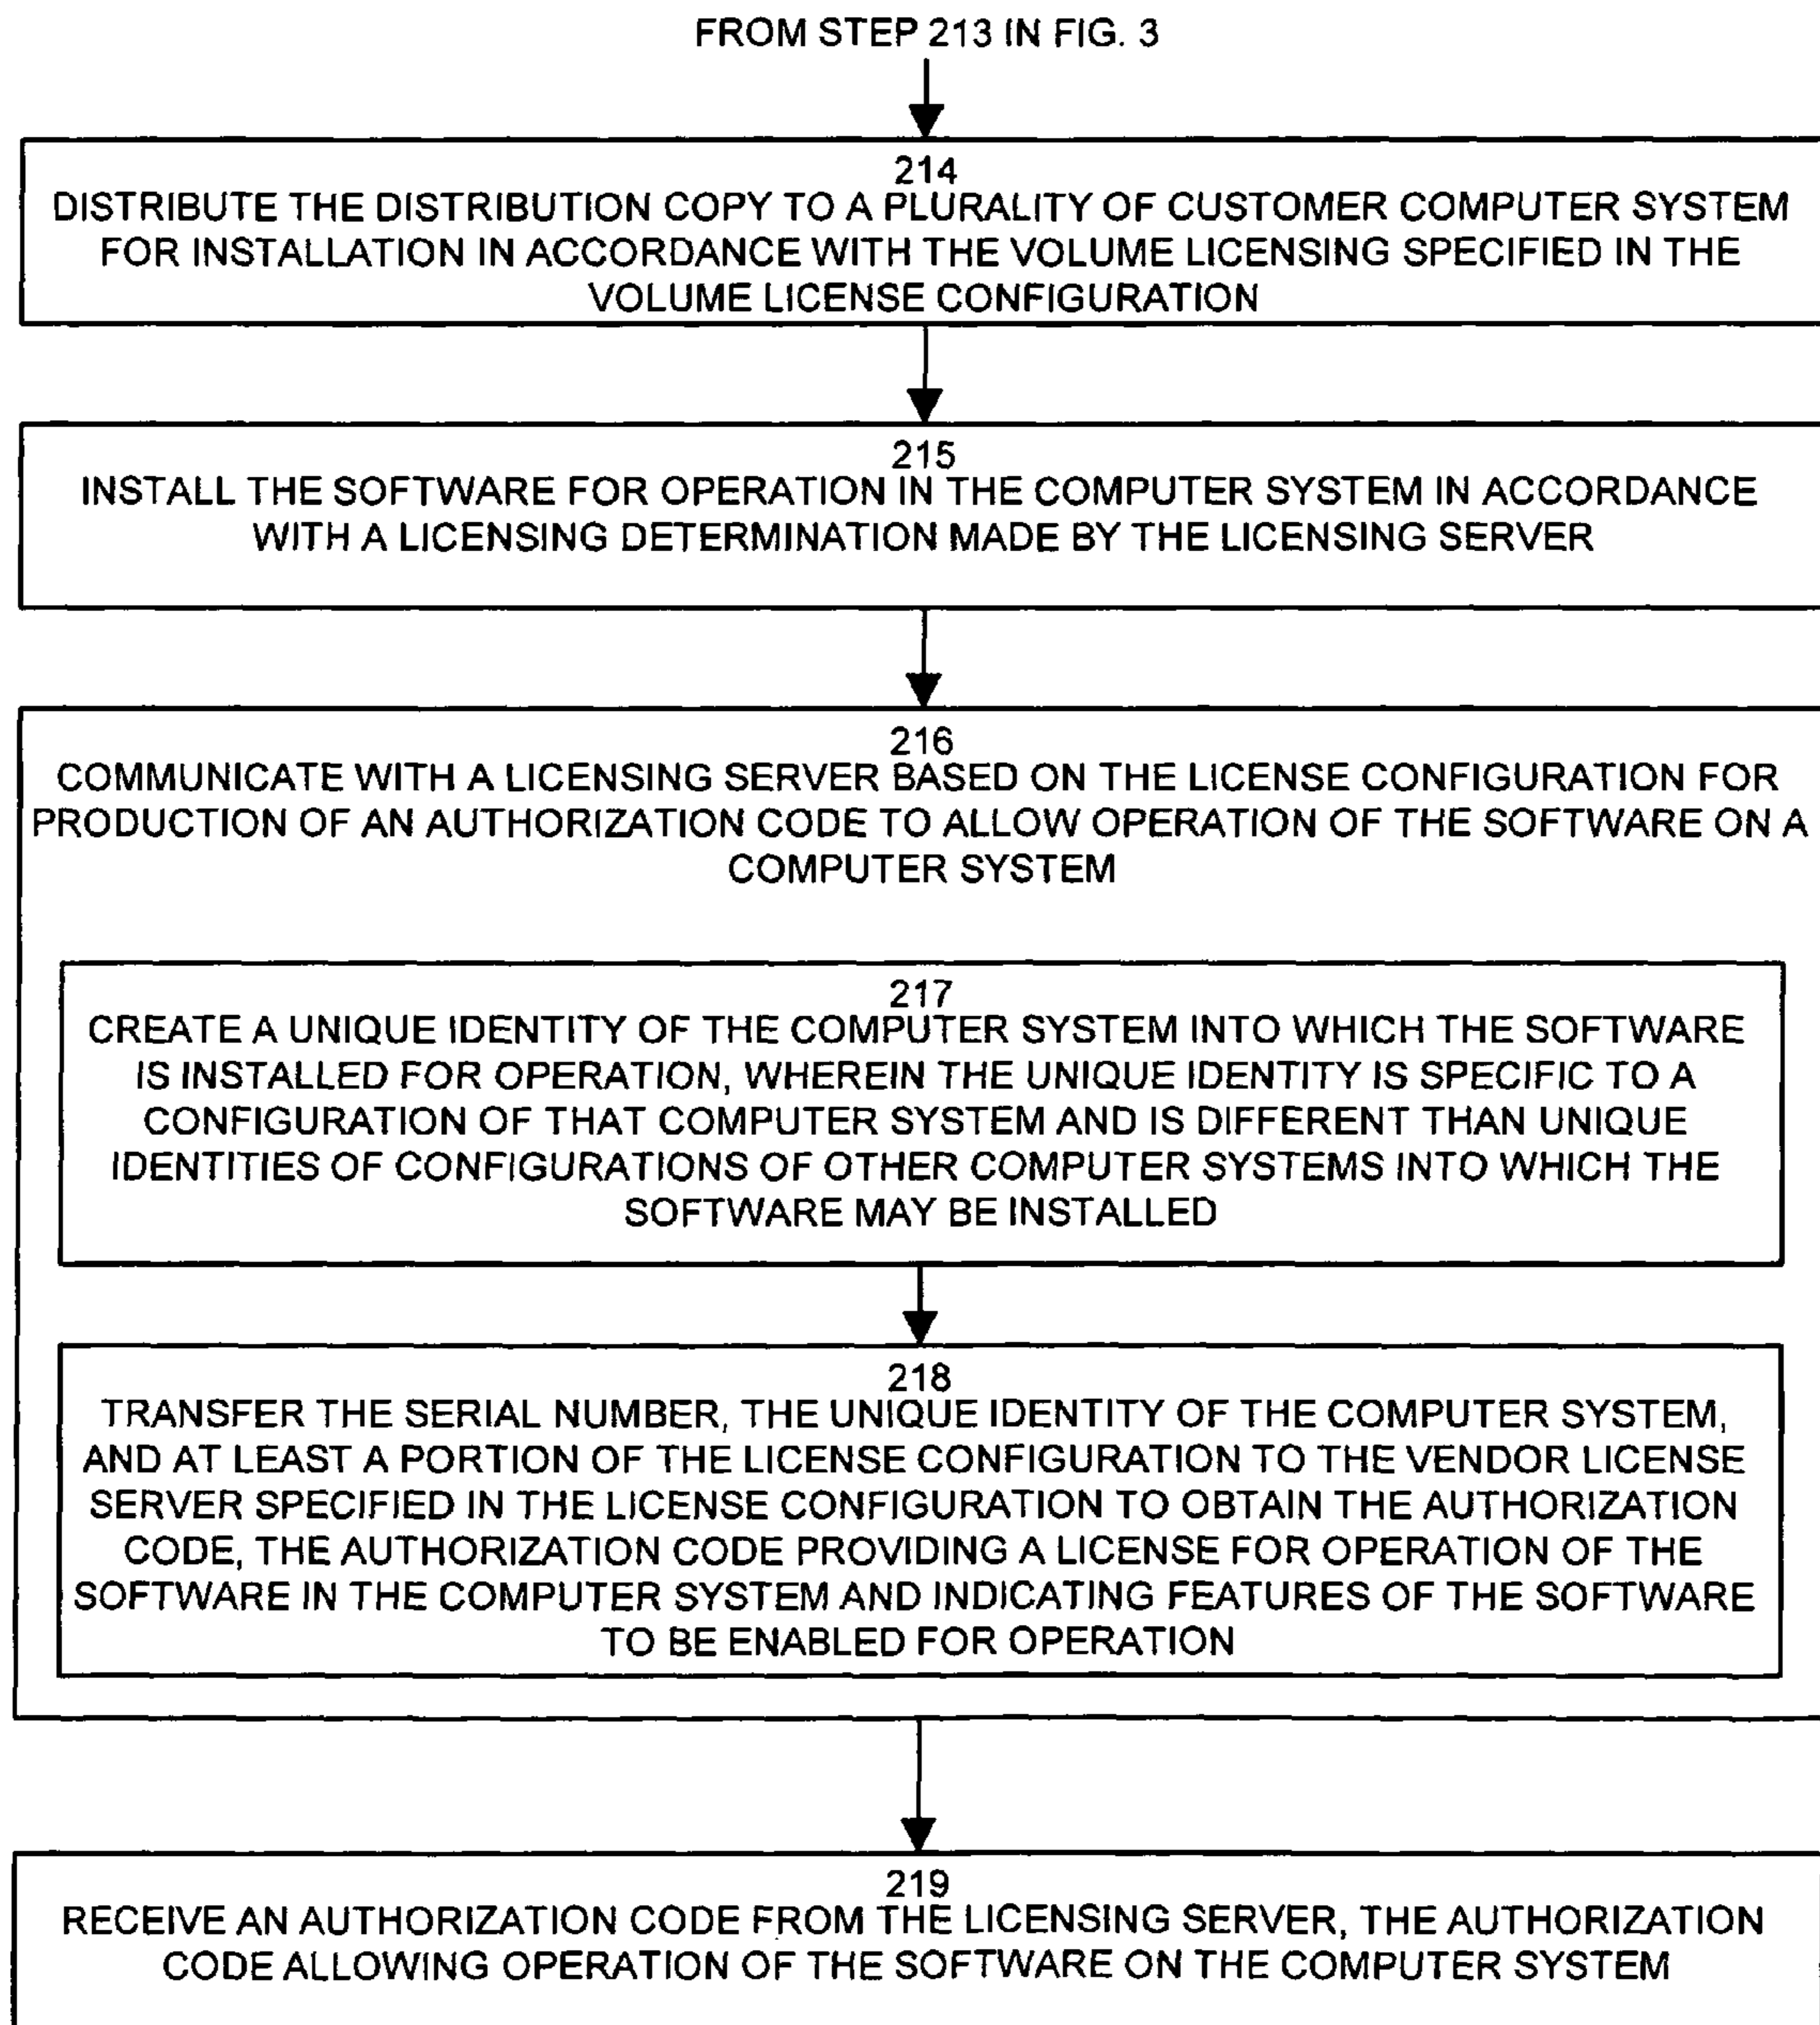 FROM STEP 213 IN FIG. 3
214
DISTRIBUTE THE DISTRIBUTION COPY TO A PLURALITY OF CUSTOMER COMPUTER SYSTEM
FOR INSTALLATION IN ACCORDANCE WITH THE VOLUME LICENSING SPECIFIED IN THE
VOLUME LICENSE CONFIGURATION
215
INSTALL THE SOFTWARE FOR OPERATION IN THE COMPUTER SYSTEM IN ACCORDANCE
WITH A LICENSING DETERMINATION MADE BY THE LICENSING SERVER
216
COMMUNICATE WITH A LICENSING SERVER BASED ON THE LICENSE CONFIGURATION FOR
PRODUCTION OF AN AUTHORIZATION CODE TO ALLOW OPERATION OF THE SOFTWARE ON A
COMPUTER SYSTEM
217
CREATE A UNIQUE IDENTITY OF THE COMPUTER SYSTEM INTO WHICH THE SOFTWARE
IS INSTALLED FOR OPERATION, WHEREIN THE UNIQUE IDENTITY IS SPECIFIC TO A
CONFIGURATION OF THAT COMPUTER SYSTEM AND IS DIFFERENT THAN UNIQUE
IDENTITIES OF CONFIGURATIONS OF OTHER COMPUTER SYSTEMS INTO WHICH THE
SOFTWARE MAY BE INSTALLED
218
TRANSFER THE SERIAL NUMBER, THE UNIQUE IDENTITY OF THE COMPUTER SYSTEM,
AND AT LEAST A PORTION OF THE LICENSE CONFIGURATION TO THE VENDOR LICENSE
SERVER SPECIFIED IN THE LICENSE CONFIGURATION TO OBTAIN THE AUTHORIZATION
CODE, THE AUTHORIZATION CODE PROVIDING A LICENSE FOR OPERATION OF THE
SOFTWARE IN THE COMPUTER SYSTEM AND INDICATING FEATURES OF THE SOFTWARE
TO BE ENABLED FOR OPERATION
219
RECEIVE AN AUTHORIZATION CODE FROM THE LICENSING SERVER, THE AUTHORIZATION
CODE ALLOWING OPERATION OF THE SOFTWARE ON THE COMPUTER SYSTEM